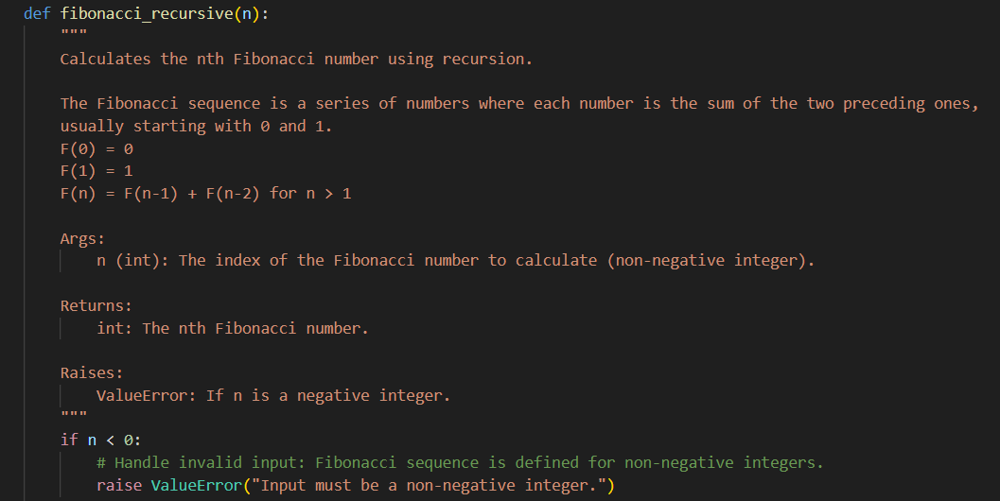 def fibonacci_recursive(n):
"""
Calculates the nth Fibonacci number using recursion.
The Fibonacci sequence is a series of numbers where each number is the sum of the two preceding ones,
usually starting with 0 and 1.
F(0) = 0
F(1) = 1
F(n) = F(n-1) + F(n-2) for n > 1
Args:
n (int): The index of the Fibonacci number to calculate (non-negative integer).
Returns:
int: The nth Fibonacci number.
Raises:
ValueError: If n is a negative integer.
"""
if n < 0:
# Handle invalid input: Fibonacci sequence is defined for non-negative integers.
raise ValueError("Input must be a non-negative integer.")